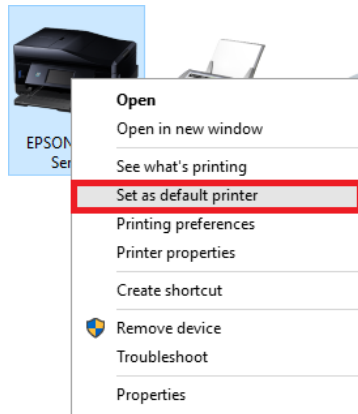 EPSON
Ser
Open
Open in new window
See what's printing
Set as default printer
Printing preferences
Printer properties
Create shortcut
Remove device
Troubleshoot
Properties